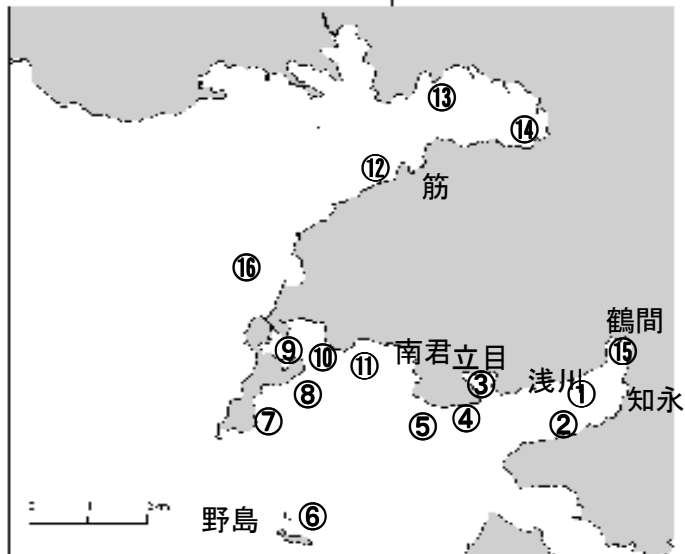 ⑬
⑭
⑫
筋
⑯
鶴間
⑨
⑩
⑪
南君
立目
⑮
③
浅川
①
⑧
知永
⑦
⑤
④
②
野島
⑥